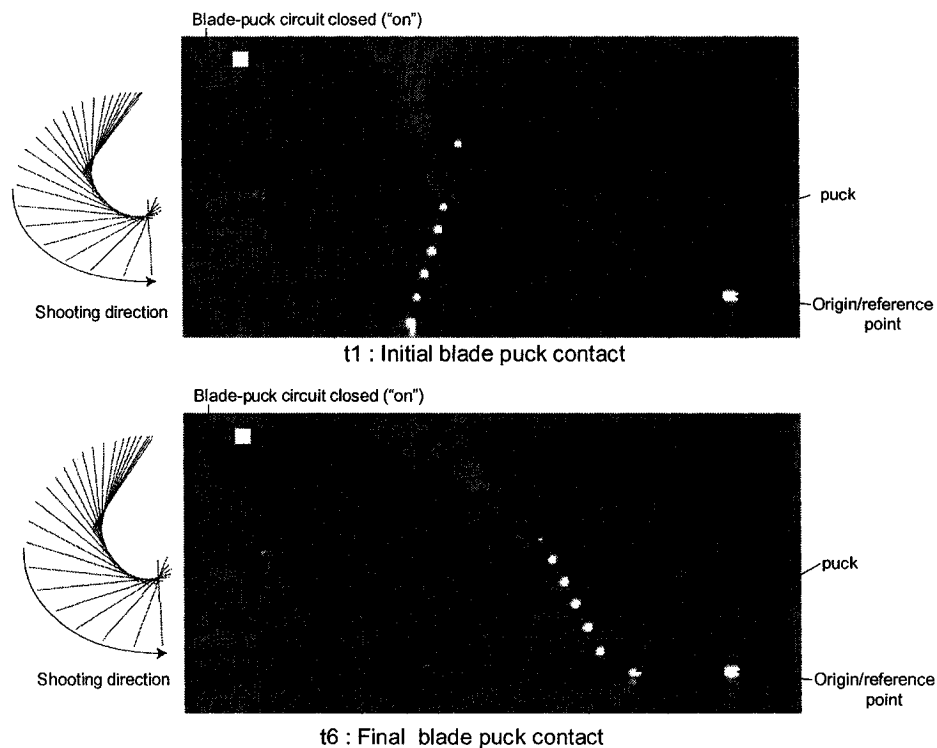 Blade-puck circuit closed ("on")
puck
Shooting direction
Origin/reference
point
t1 : Initial blade puck contact
Blade-puck circuit closed ("on")
puck
Shooting direction
Origin/reference
point
t6 : Final blade puck contact